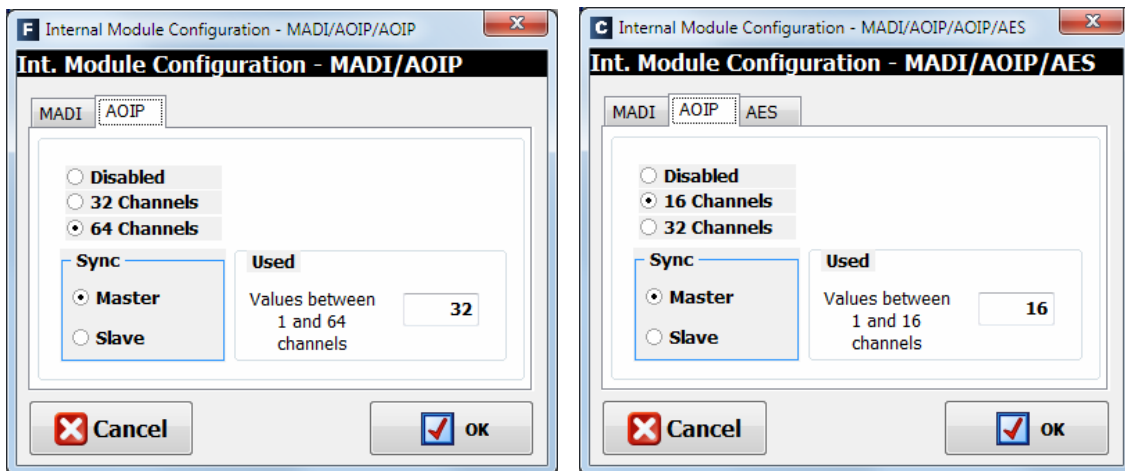 F Internal Module Configuration - MADI/AOIP/AOIP
Int. Module Configuration - MADI/AOIP
MADI AOIP
Disabled
32 Channels
64 Channels
Sync
Master
Slave
Used
Values between
1 and 64
channels
32
Cancel
OK
C Internal Module Configuration - MADI/AOIP/AOIP/AES
Int. Module Configuration - MADI/AOIP/AES
MADI AOIP AES
Disabled
16 Channels
32 Channels
Sync
Master
Slave
Used
Values between
1 and 16
channels
16
Cancel
OK